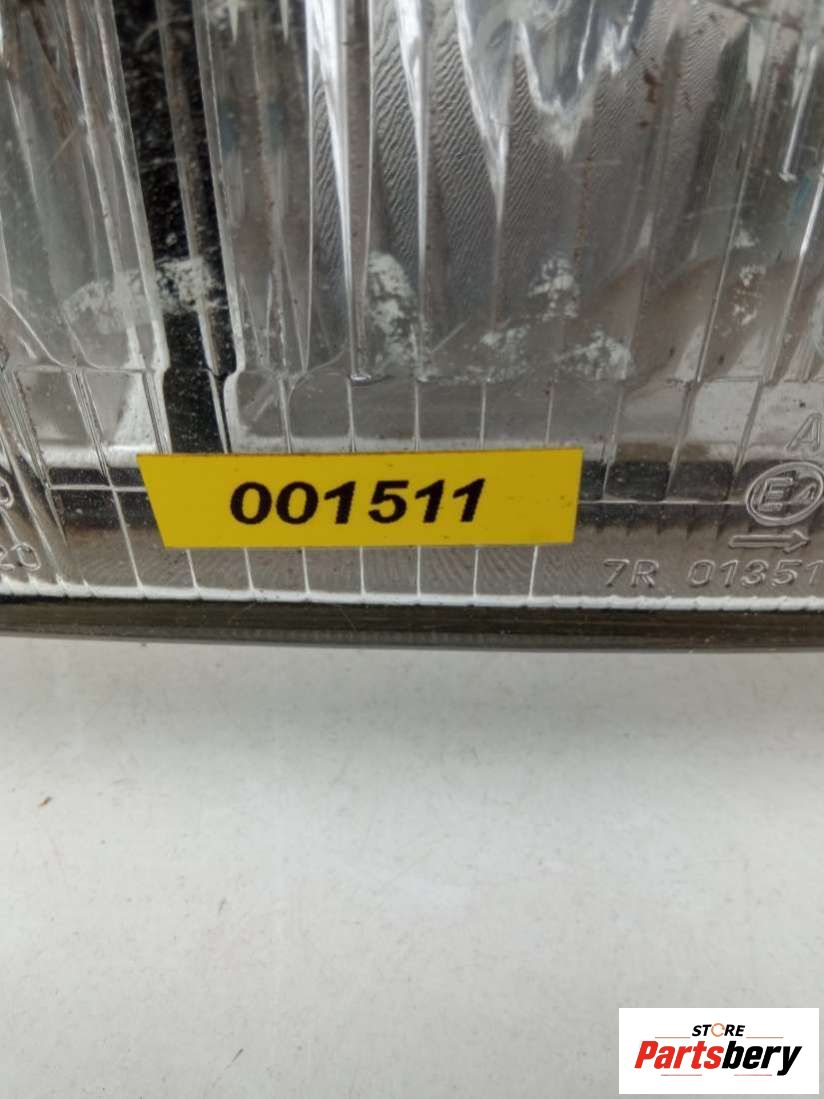 A
001511
E4
7R 01351
STORE
Partsbery